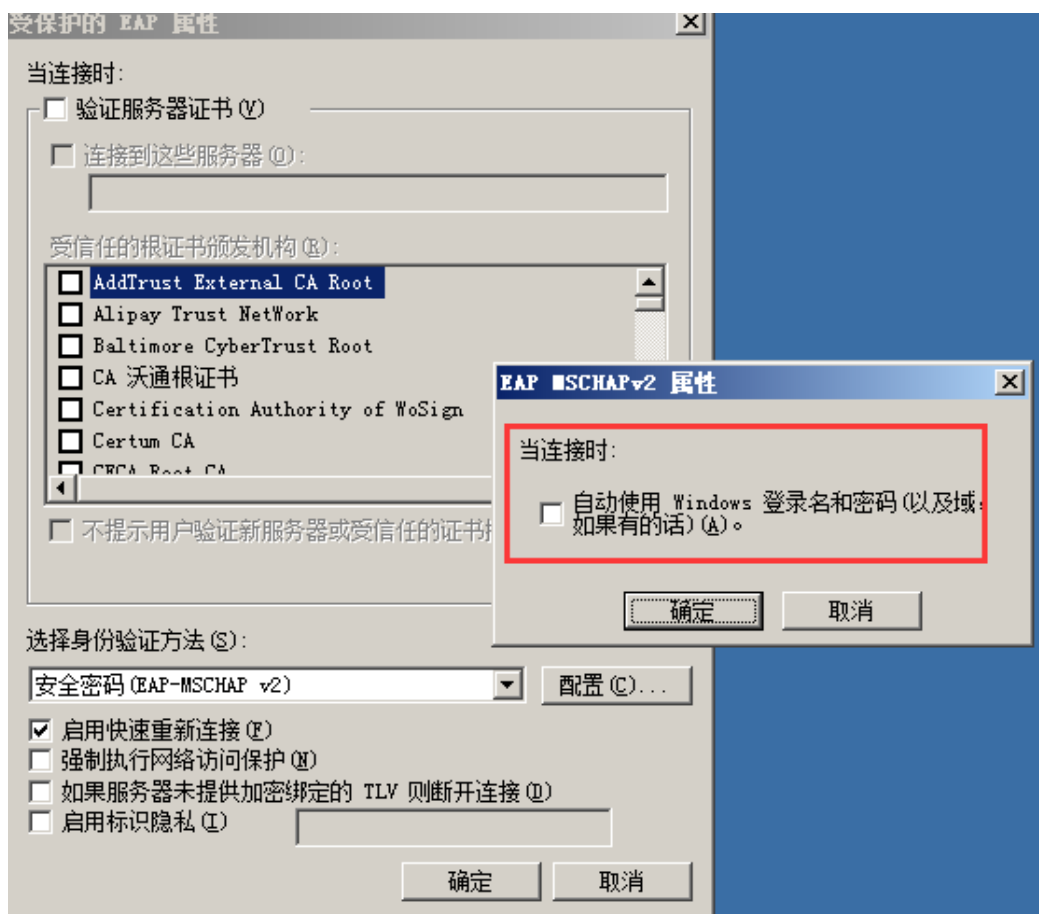 受保护的 EAP 属性
当连接时:
验证服务器证书(V)
连接到这些服务器(O):
受信任的根证书颁发机构(R):
AddTrust External CA Root
Alipay Trust NetWork
Baltimore CyberTrust Root
CA 沃通根证书
Certification Authority of WoSign
Certum CA
CFCA Root CA
不提示用户验证新服务器或受信任的证书
EAP MSCHAPv2 属性
当连接时:
自动使用 Windows 登录名和密码(以及域,
如果有的话)(A)。
确定
取消
选择身份验证方法(S):
安全密码(EAP-MSCHAP v2)
配置(C)...
启用快速重新连接(F)
强制执行网络访问保护(N)
如果服务器未提供加密绑定的 TLV 则断开连接(D)
启用标识隐私(I)
确定
取消